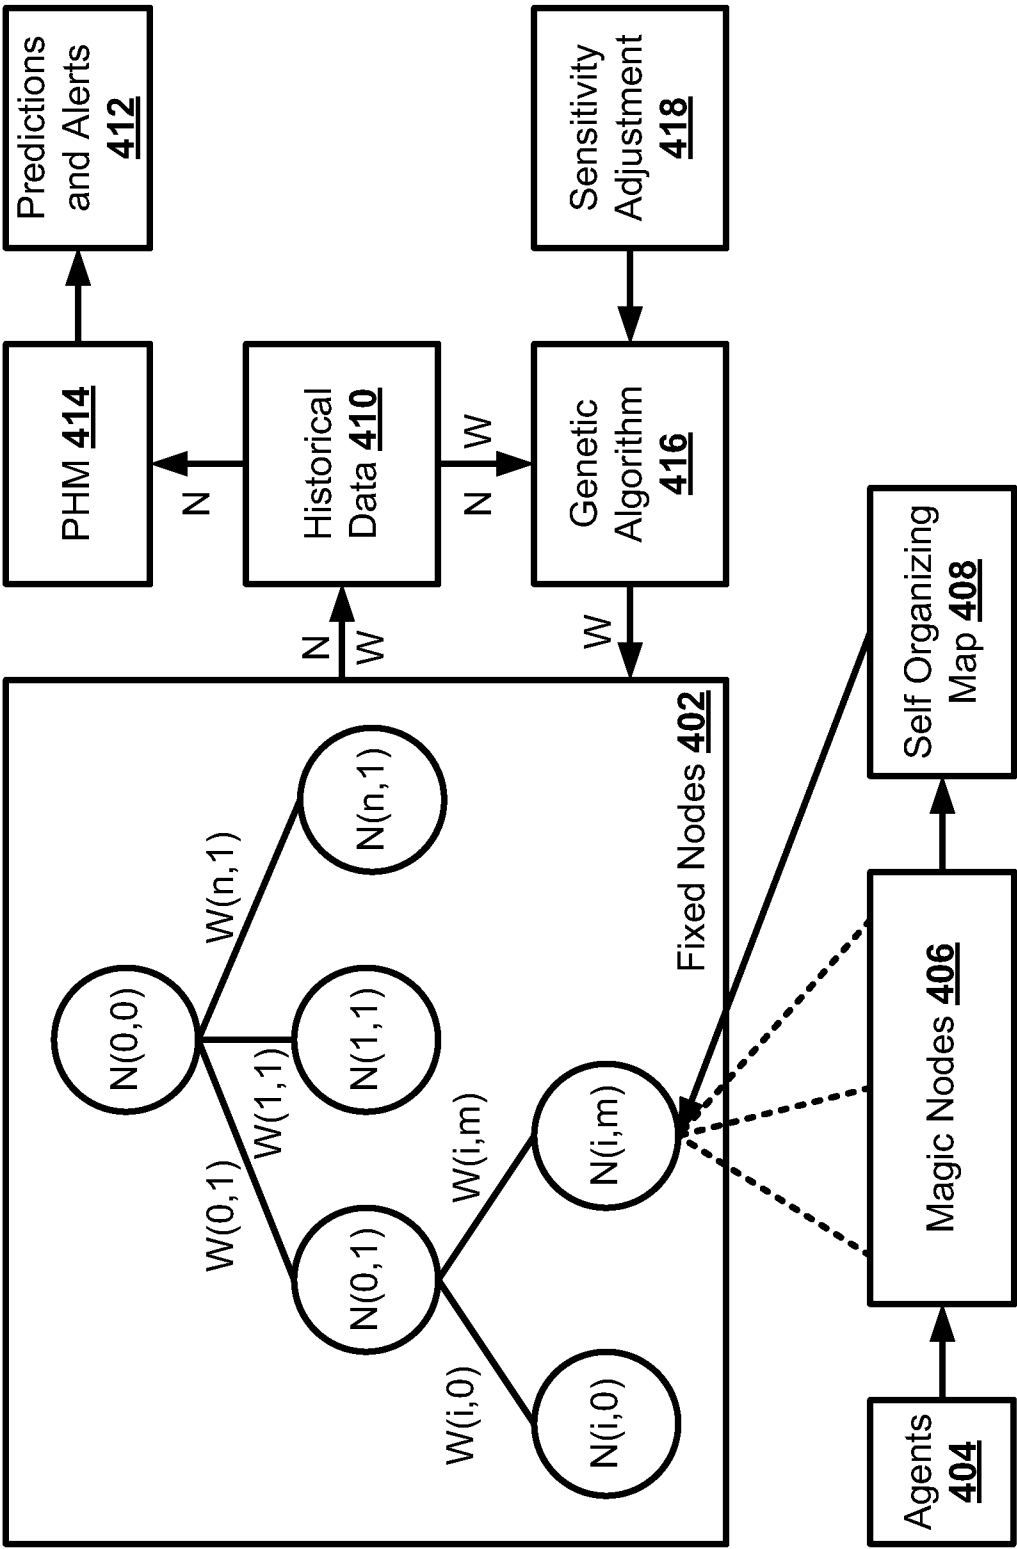 N(0,0)
W(0,1)
W(1,1)
W(n,1)
N(0,1)
N(1,1)
N(n,1)
W(i,0)
W(i,m)
N(i,0)
N(i,m)
Fixed Nodes 402
N
W
W
PHM 414
Predictions
and Alerts
412
N
Historical
Data 410
N
W
Genetic
Algorithm
416
Sensitivity
Adjustment
418
Agents
404
Magic Nodes 406
Self Organizing
Map 408